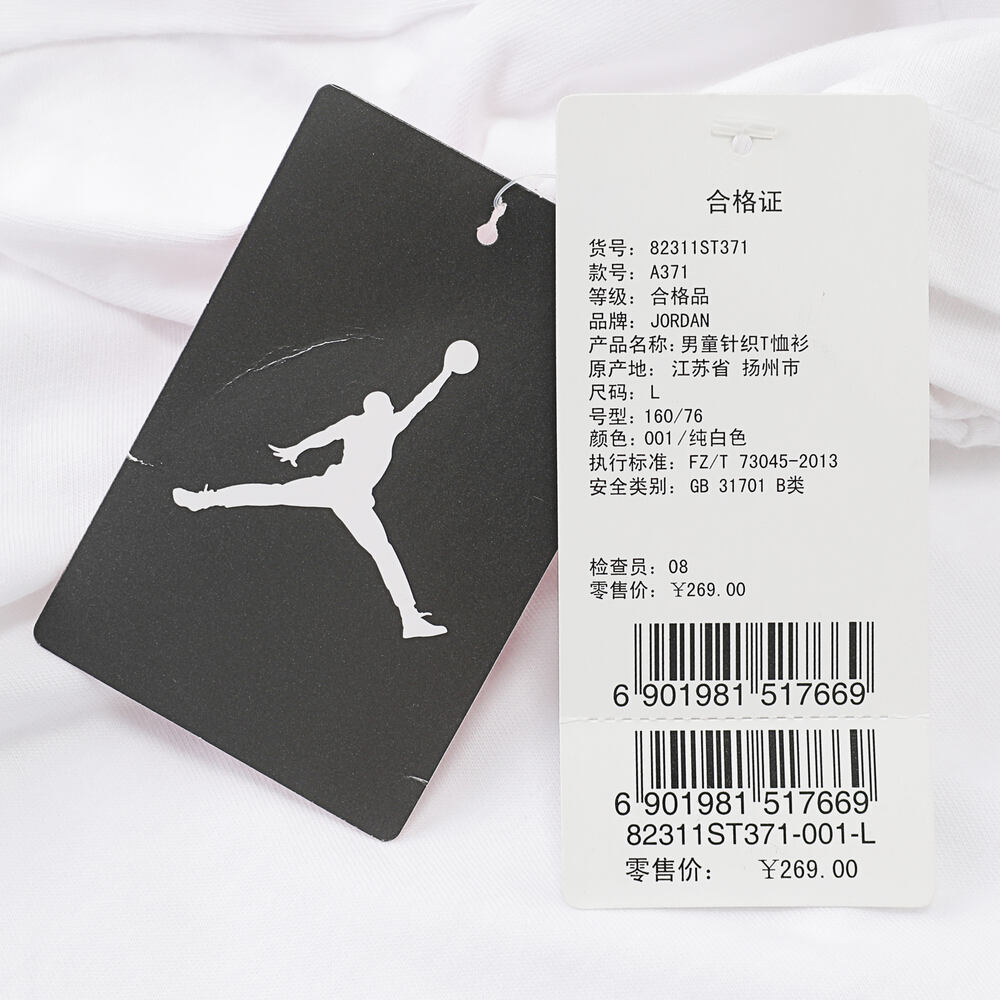 合格证
货号: 82311ST371
款号: A371
等级: 合格品
品牌: JORDAN
产品名称: 男童针织T恤衫
原产地: 江苏省 扬州市
尺码: L
号型: 160/76
颜色: 001/纯白色
执行标准: FZ/T 73045-2013
安全类别: GB 31701 B类
检查员: 08
零售价: ¥269.00
6 901981 517669
6 901981 517669
82311ST371-001-L
零售价: ¥269.00